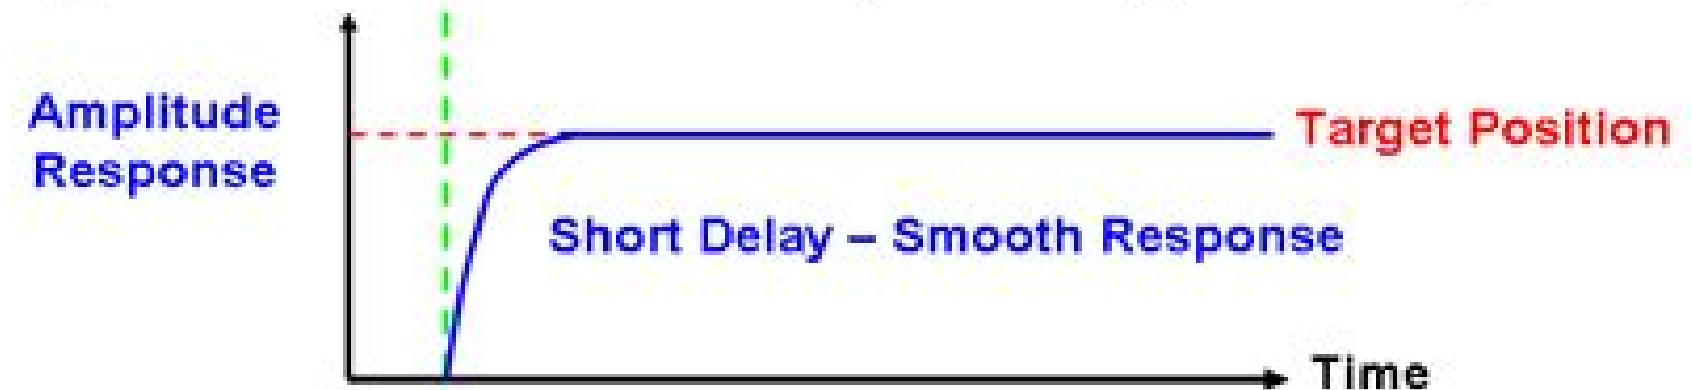 Amplitude
Response
Target Position
Short Delay – Smooth Response
Time